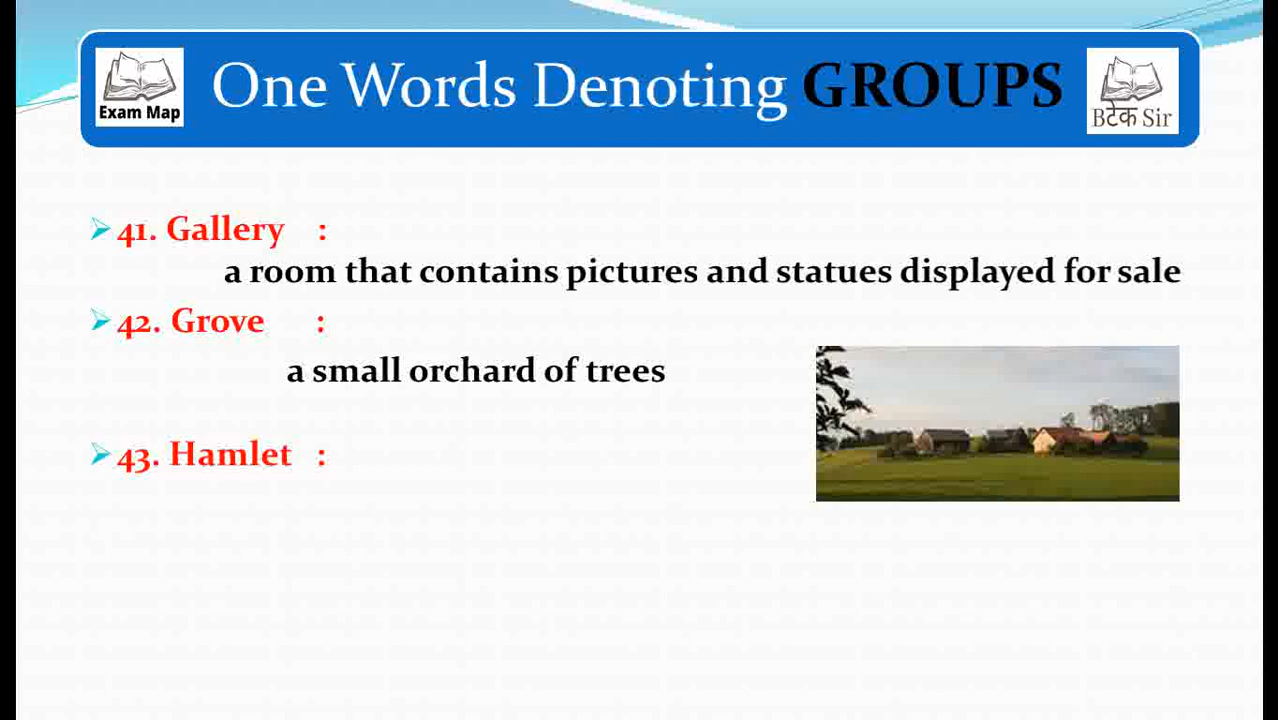 Exam Map
One Words Denoting GROUPS
Bटेक Sir
41. Gallery :
a room that contains pictures and statues displayed for sale
42. Grove :
a small orchard of trees
43. Hamlet :